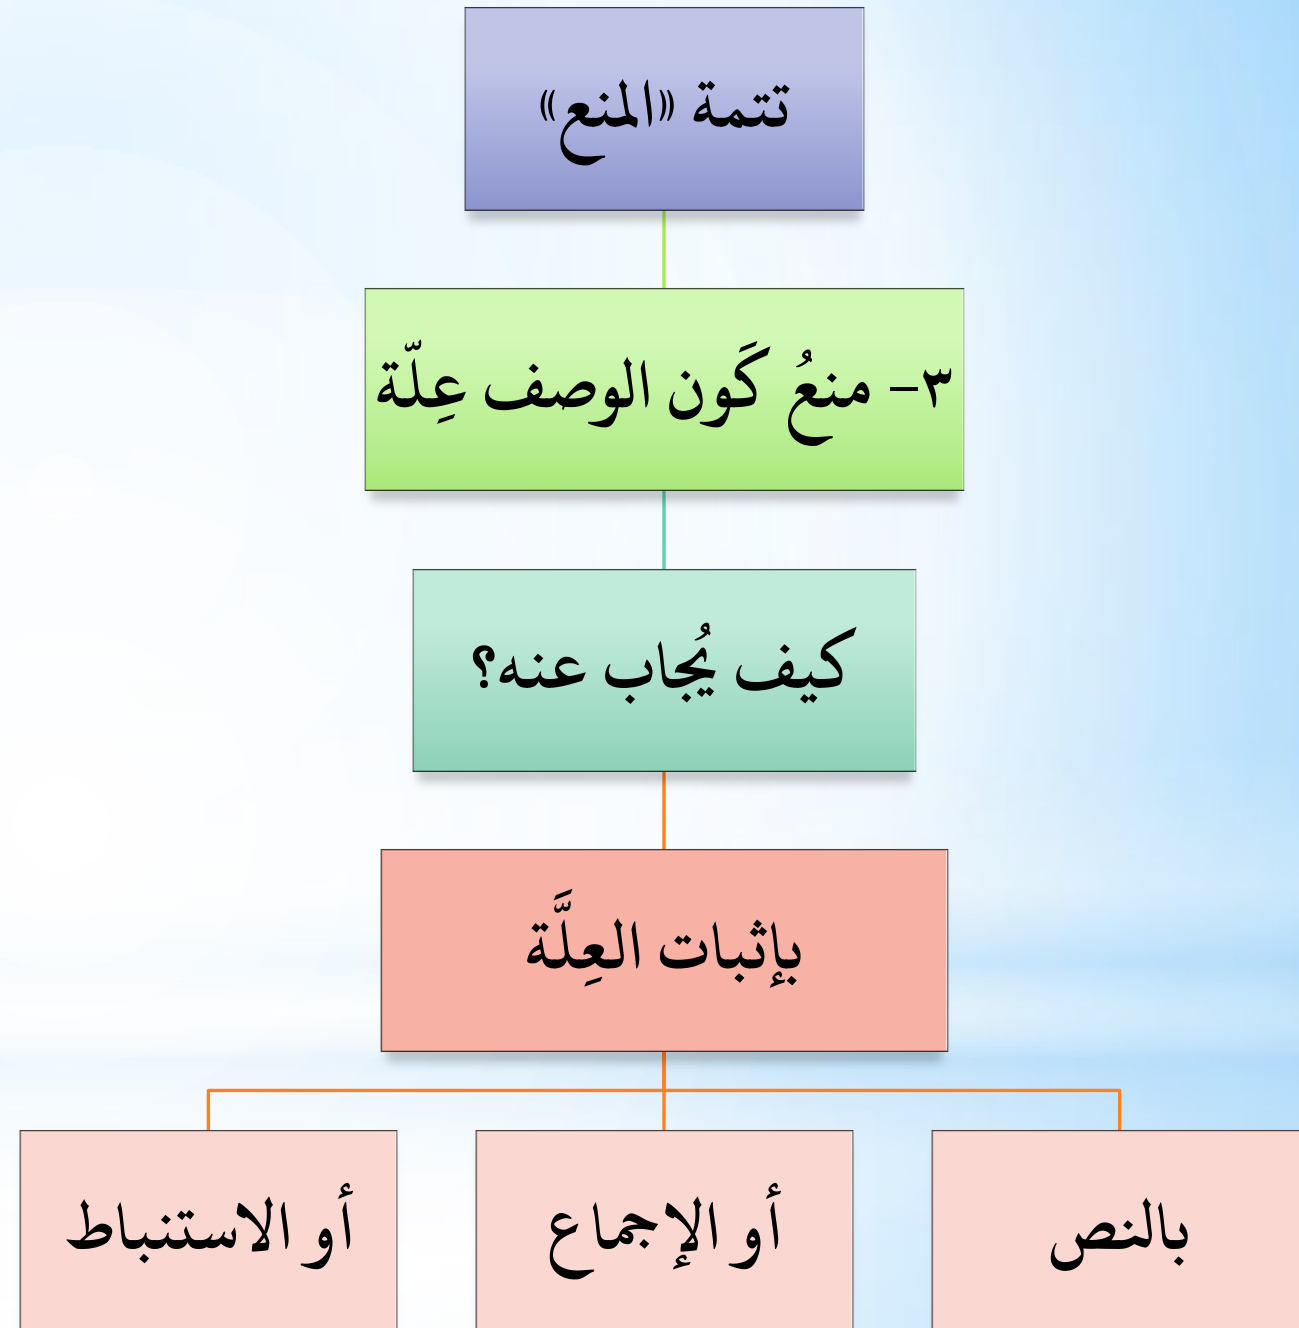 تتمة «المنع»
٣- منعُ كَون الوصف عِلّة
كيف يُجاب عنه؟
بإثبات العِلَّة
بالنص
أو الإجماع
أو الاستنباط